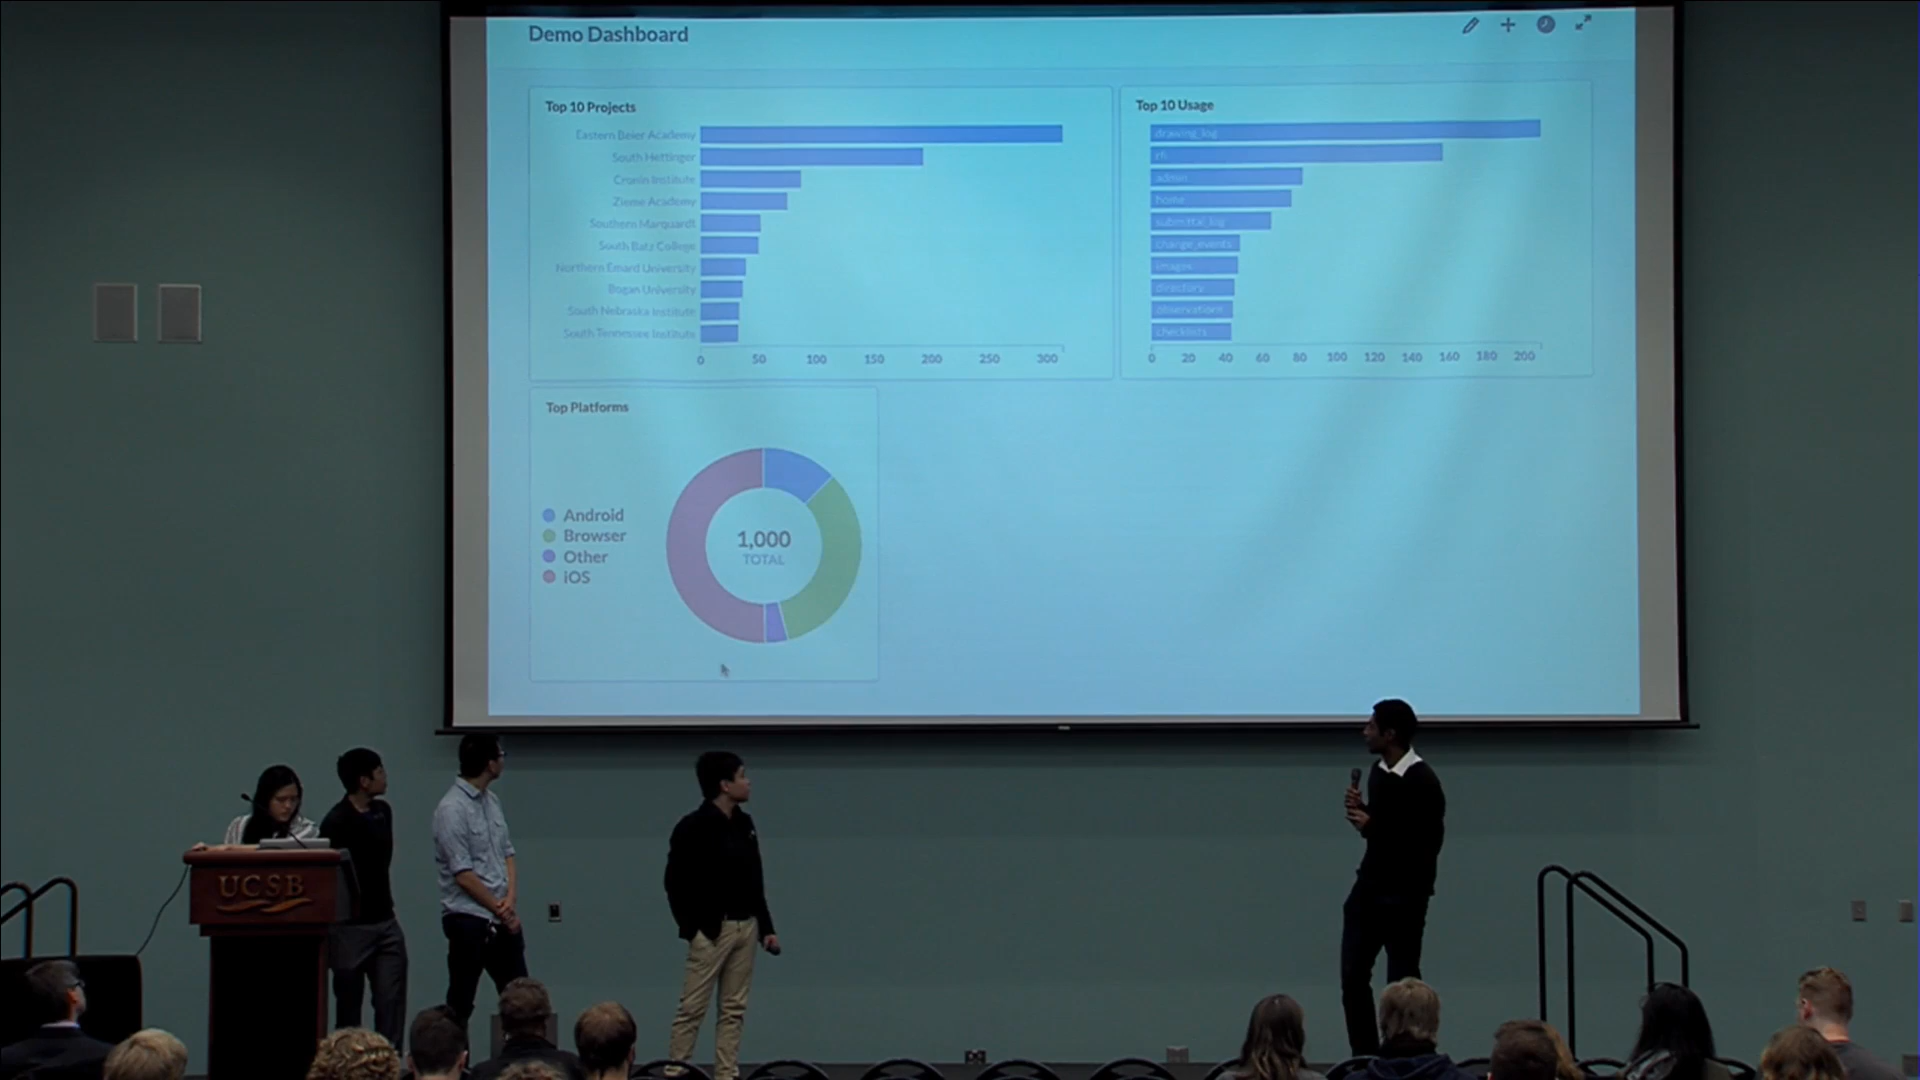 Demo Dashboard
Top 10 Projects
Eastern Beier Academy
South Hettinger
Cronin Institute
Zieme Academy
Southern Marquardt
South Batz College
Northern Emard University
Bogan University
South Nebraska Institute
South Tennessee Institute
0 50 100 150 200 250 300
Top 10 Usage
drawing_log
rfi
admin
home
submittal_log
change_events
images
directory
observations
checklists
0 20 40 60 80 100 120 140 160 180 200
Top Platforms
Android
Browser
Other
iOS
1,000
TOTAL
UCSB